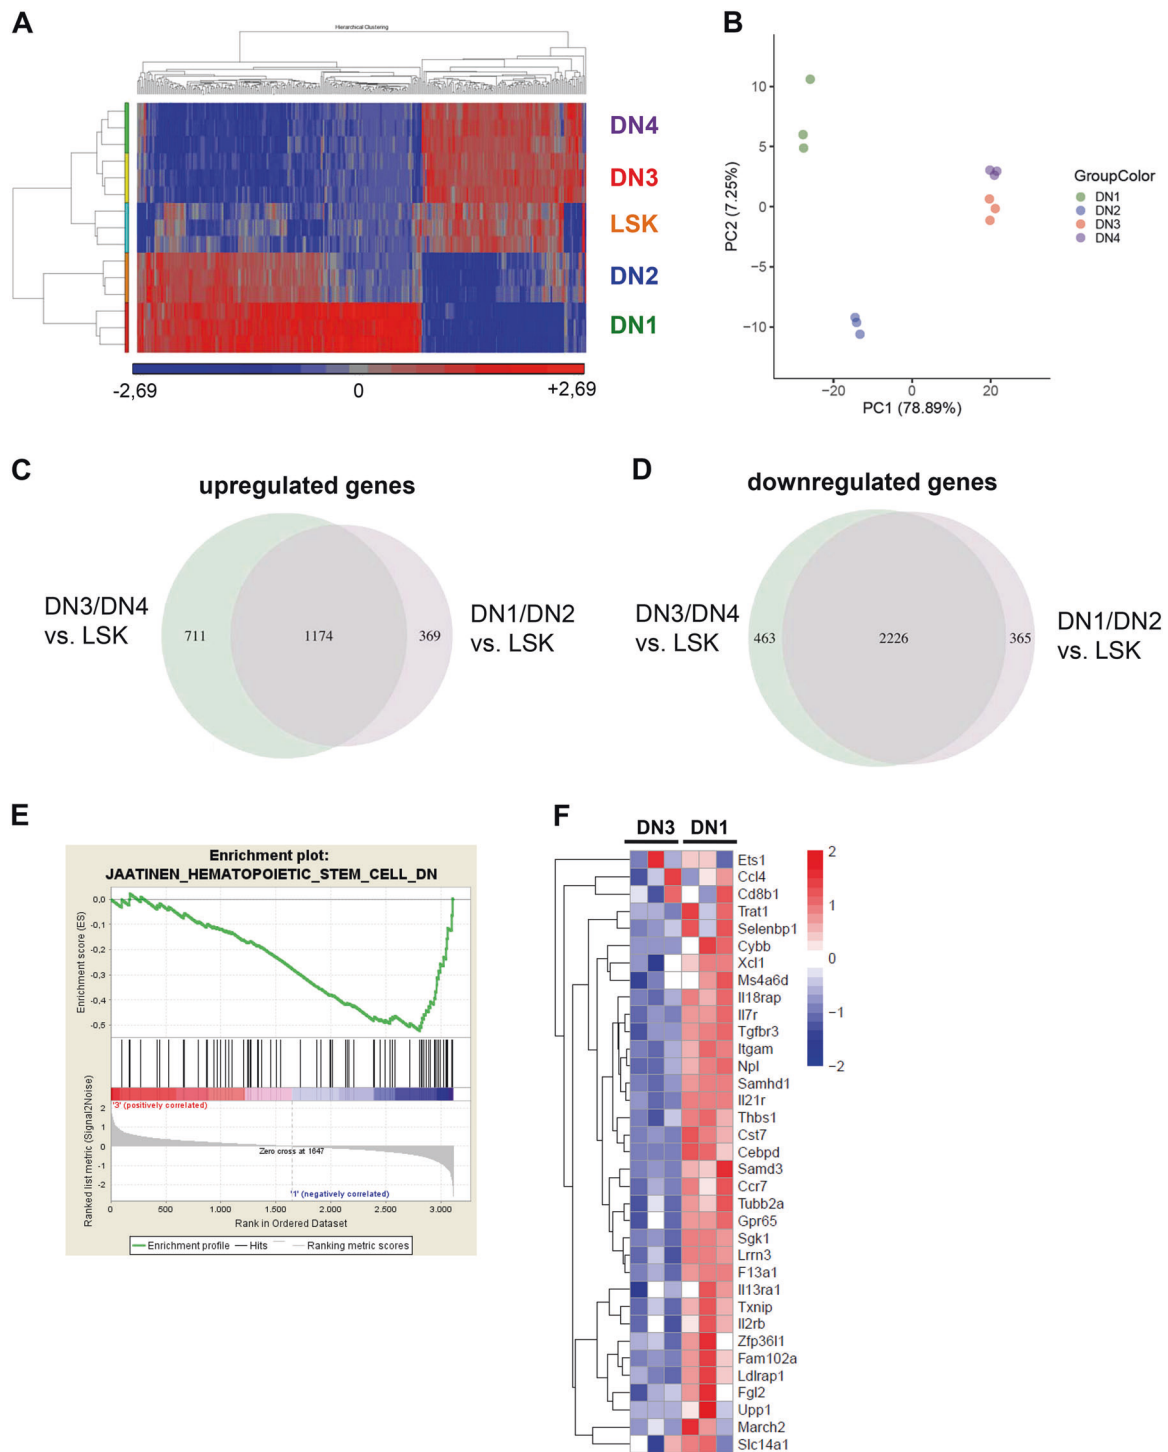 A
Hierarchical Clustering
DN4
DN3
LSK
DN2
DN1
-2,69
0
+2,69
B
10
5
0
−5
−10
PC2 (7.25%)
−20
0
20
PC1 (78.89%)
GroupColor
DN1
DN2
DN3
DN4
C
upregulated genes
DN3/DN4
vs. LSK
711
1174
369
DN1/DN2
vs. LSK
D
downregulated genes
DN3/DN4
vs. LSK
463
2226
365
DN1/DN2
vs. LSK
E
Enrichment plot:
JAATINEN_HEMATOPOIETIC_STEM_CELL_DN
Enrichment score (ES)
0,0
-0,1
-0,2
-0,3
-0,4
-0,5
'3' (positively correlated)
Ranked list metric (Signal2Noise)
2
1
0
-1
-2
Zero cross at 1647
'1' (negatively correlated)
0
500
1.000
1.500
2.000
2.500
3.000
Rank in Ordered Dataset
Enrichment profile
Hits
Ranking metric scores
F
DN3
DN1
Ets1
Ccl4
Cd8b1
Trat1
Selenbp1
Cybb
Xcl1
Ms4a6d
Il18rap
Il7r
Tgfbr3
Itgam
Npl
Samhd1
Il21r
Thbs1
Cst7
Cebpd
Samd3
Ccr7
Tubb2a
Gpr65
Sgk1
Lrrn3
F13a1
Il13ra1
Txnip
Il2rb
Zfp36l1
Fam102a
Ldlrap1
Fgl2
Upp1
March2
Slc14a1
2
1
0
−1
−2